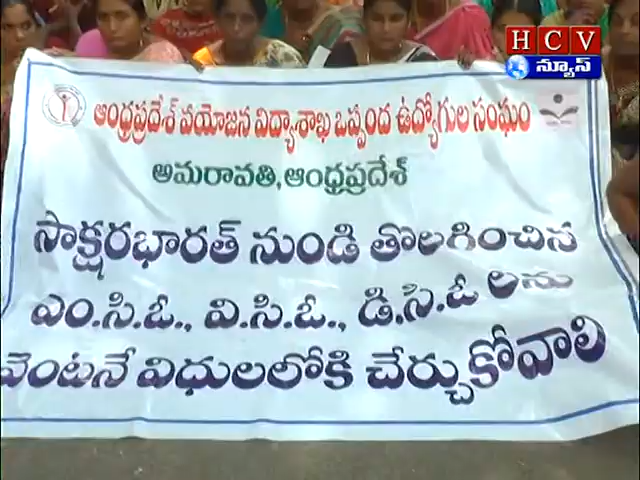 HCV
న్యూస్
ఆంధ్రప్రదేశ్ వయోజన విద్యాశాఖ ఒప్పంద ఉద్యోగుల సంఘం
అమరావతి,ఆంధ్రప్రదేశ్
సాక్షరభారత్ నుండి తొలగించిన
ఎం.సి.ఓ., వి.సి.ఓ., డి.సి.ఓ లను
వెంటనే విధులలోకి చేర్చుకోవాలి